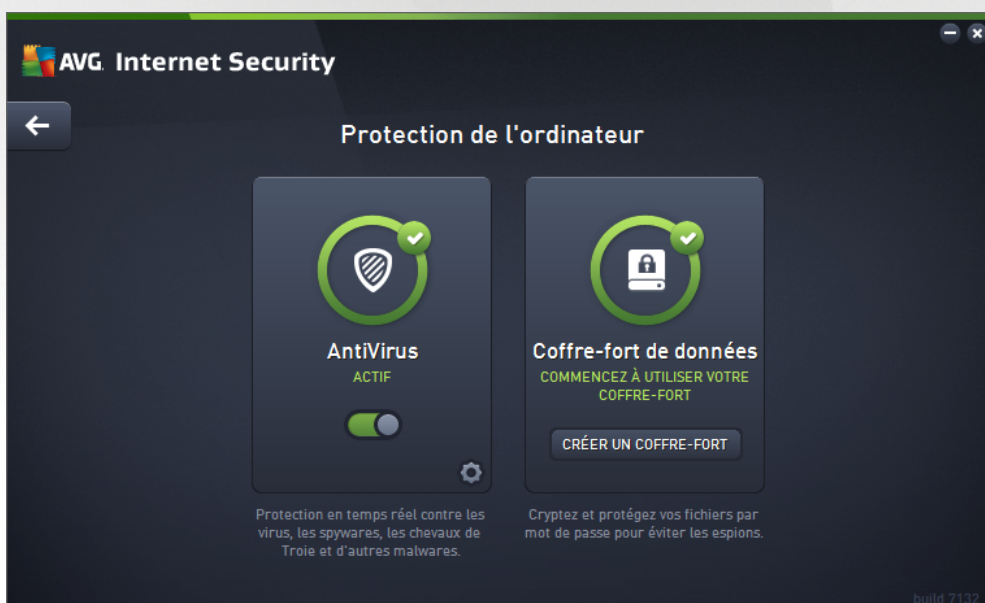 AVG Internet Security
Protection de l'ordinateur
AntiVirus
ACTIF
Protection en temps réel contre les
virus, les spywares, les chevaux de
Troie et d'autres malwares.
Coffre-fort de données
COMMENCEZ À UTILISER VOTRE
COFFRE-FORT
CRÉER UN COFFRE-FORT
Cryptez et protégez vos fichiers par
mot de passe pour éviter les espions.
build 7132